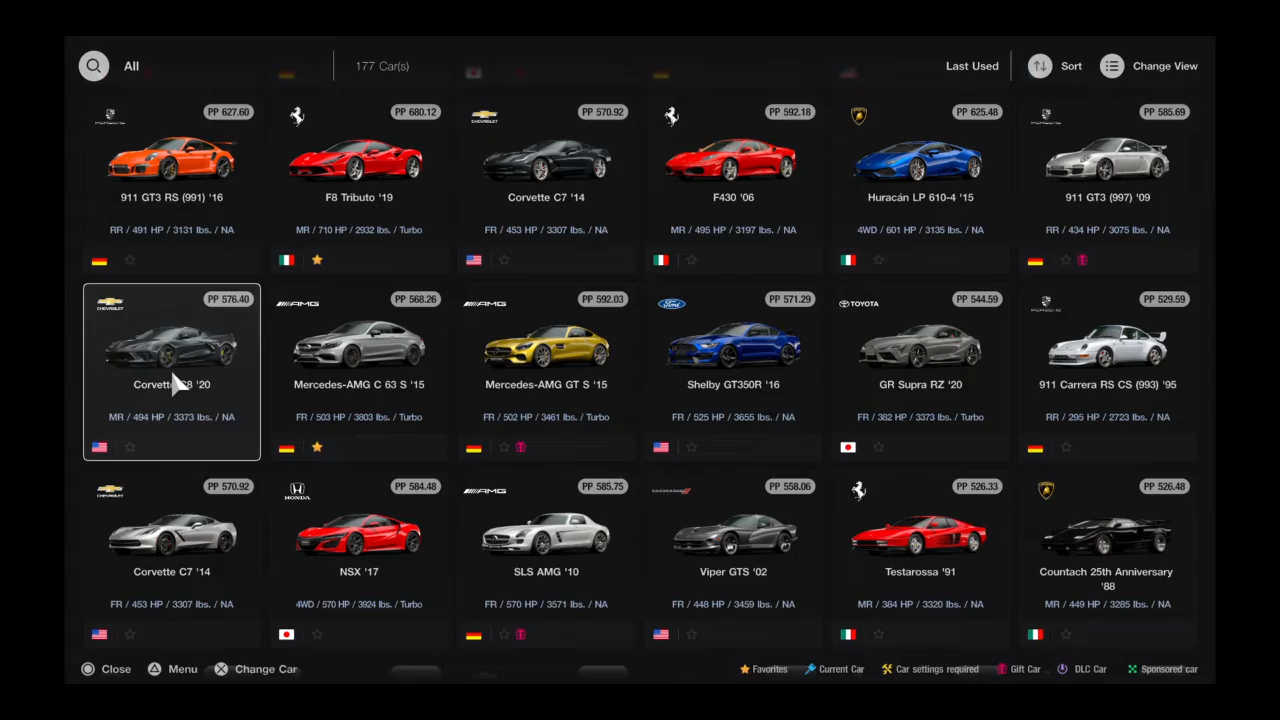 All
177 Car(s)
Last Used
Sort
Change View
PP 627.60
911 GT3 RS (991) '16
RR / 491 HP / 3131 lbs. / NA
PP 680.12
F8 Tributo '19
MR / 710 HP / 2932 lbs. / Turbo
CHEVROLET
PP 570.92
Corvette C7 '14
FR / 453 HP / 3307 lbs. / NA
PP 592.18
F430 '06
MR / 495 HP / 3197 lbs. / NA
PP 625.48
Huracán LP 610-4 '15
4WD / 601 HP / 3135 lbs. / NA
PORSCHE
PP 585.69
911 GT3 (997) '09
RR / 434 HP / 3075 lbs. / NA
CHEVROLET
PP 576.40
Corvette '20
MR / 494 HP / 3373 lbs. / NA
AMG
PP 568.26
Mercedes-AMG C 63 S '15
FR / 503 HP / 3803 lbs. / Turbo
AMG
PP 592.03
Mercedes-AMG GT S '15
FR / 502 HP / 3461 lbs. / Turbo
Ford
PP 571.29
Shelby GT350R '16
FR / 525 HP / 3655 lbs. / NA
TOYOTA
PP 544.59
GR Supra RZ '20
FR / 382 HP / 3373 lbs. / Turbo
PORSCHE
PP 529.59
911 Carrera RS CS (993) '95
RR / 295 HP / 2723 lbs. / NA
CHEVROLET
PP 570.92
Corvette C7 '14
FR / 453 HP / 3307 lbs. / NA
HONDA
PP 584.48
NSX '17
4WD / 570 HP / 3924 lbs. / Turbo
AMG
PP 585.75
SLS AMG '10
FR / 570 HP / 3571 lbs. / NA
DODGE
PP 558.06
Viper GTS '02
FR / 448 HP / 3459 lbs. / NA
PP 526.33
Testarossa '91
MR / 384 HP / 3320 lbs. / NA
PP 526.48
Countach 25th Anniversary
'88
MR / 449 HP / 3285 lbs. / NA
Close
Menu
Change Car
Favorites
Current Car
Car settings required
Gift Car
DLC Car
Sponsored car